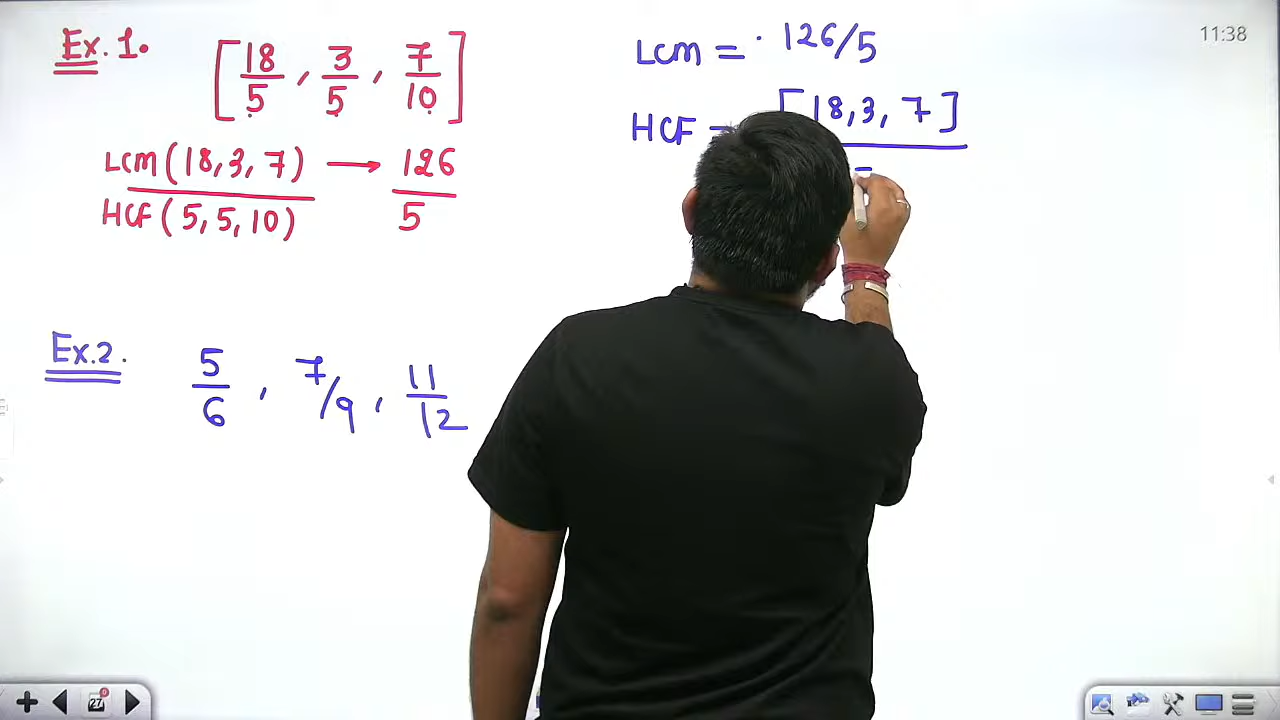 Ex. 1.
[18/5, 3/5, 7/10]
LCM(18,3,7) → 126
HCF(5,5,10) 5
LCM = 126/5
HCF = [18,3,7]
11:38
Ex.2. 5/6, 7/9, 11/12
27